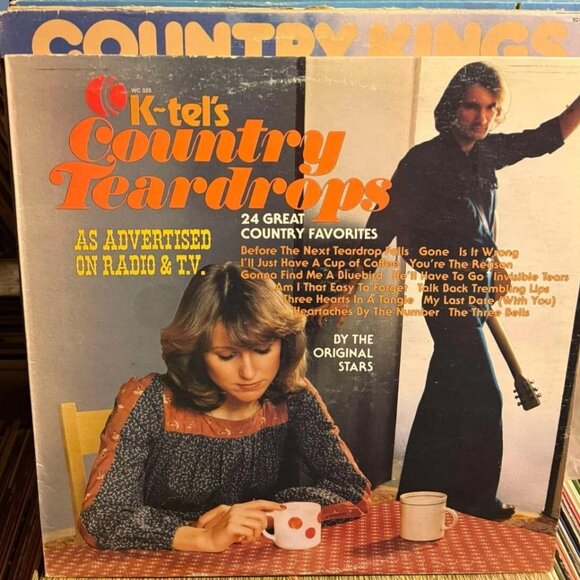 COUNTRY KINGS
K
WC 325
K-tel's
Country
Teardrops
24 GREAT
COUNTRY FAVORITES
AS ADVERTISED
ON RADIO & T.V.
Before The Next Teardrop Falls Gone Is It Wrong
I'll Just Have A Cup of Coffee You're The Reason
Gonna Find Me A Bluebird He'll Have To Go Invisible Tears
Am I That Easy To Forget Talk Back Trembling Lips
Three Hearts In A Tangle My Last Date (With You)
Heartaches By The Number The Three Bells
BY THE
ORIGINAL
STARS